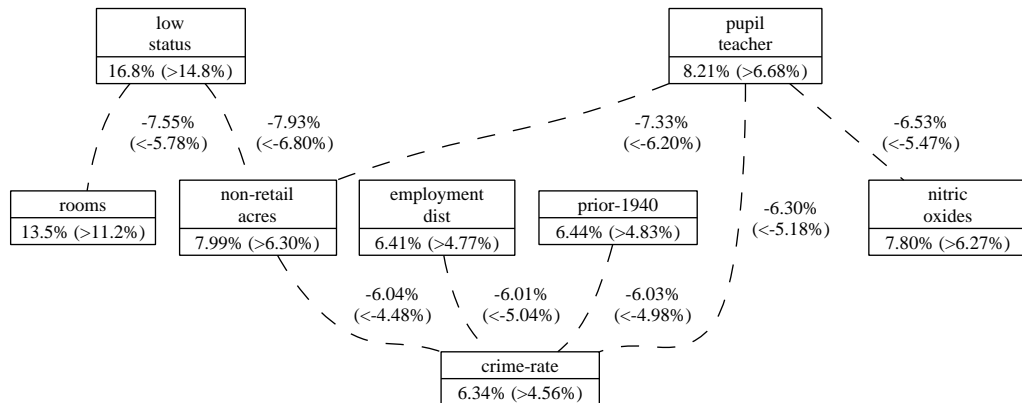 low
status
16.8% (>14.8%)
pupil
teacher
8.21% (>6.68%)
-7.55%
(<-5.78%)
-7.93%
(<-6.80%)
-7.33%
(<-6.20%)
-6.53%
(<-5.47%)
rooms
13.5% (>11.2%)
non-retail
acres
7.99% (>6.30%)
employment
dist
6.41% (>4.77%)
prior-1940
6.44% (>4.83%)
-6.30%
(<-5.18%)
nitric
oxides
7.80% (>6.27%)
-6.04%
(<-4.48%)
-6.01%
(<-5.04%)
-6.03%
(<-4.98%)
crime-rate
6.34% (>4.56%)